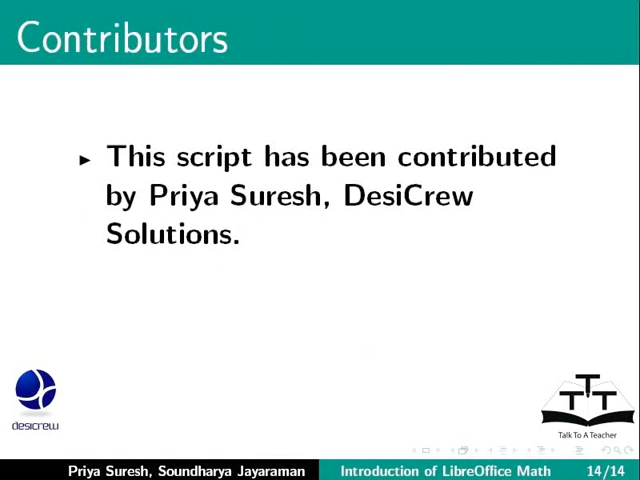 Contributors
This script has been contributed
by Priya Suresh, DesiCrew
Solutions.
desicrew
TTT
Talk To A Teacher
Priya Suresh, Soundharya Jayaraman
Introduction of LibreOffice Math
14/14